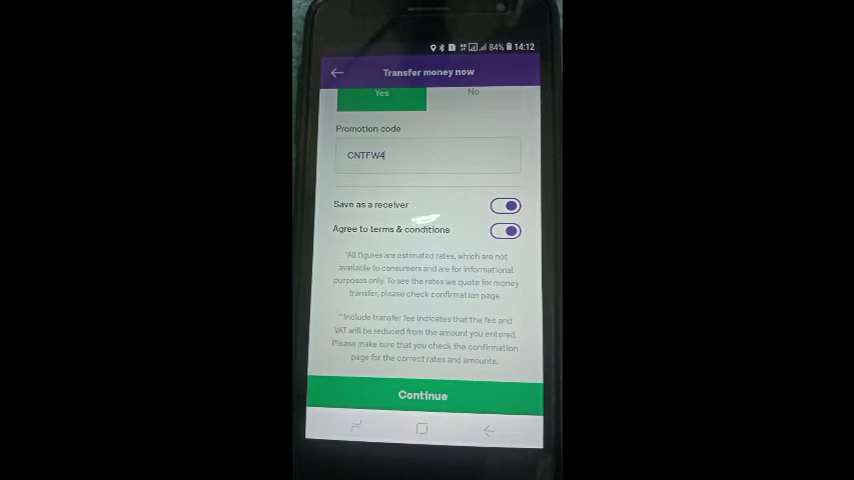 84% 14:12
Transfer money now
Yes
No
Promotion code
CNTFW4
Save as a receiver
Agree to terms & conditions
*All figures are estimated rates, which are not
available to consumers and are for informational
purposes only. To see the rates we quote for money
transfer, please check confirmation page.
**Include transfer fee indicates that the fee and
VAT will be reduced from the amount you entered.
Please make sure that you check the confirmation
page for the correct rates and amounts.
Continue